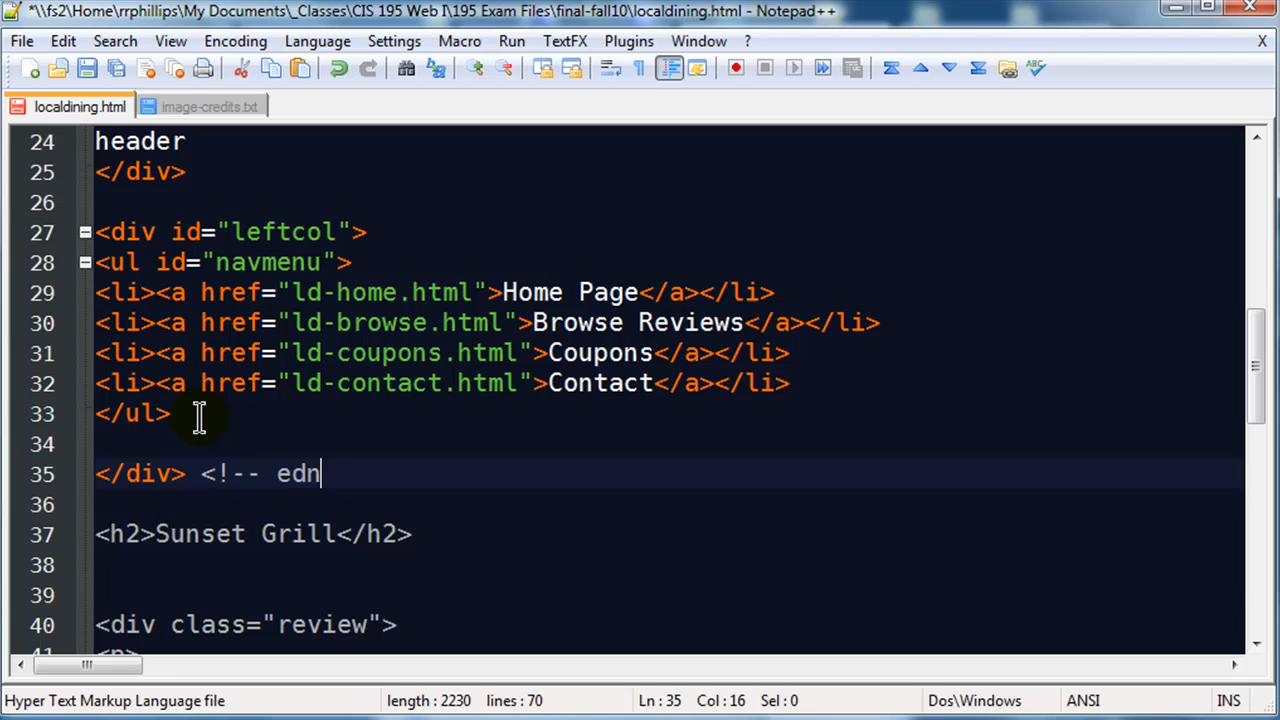 *\\fs2\Home\rrphillips\My Documents\_Classes\CIS 195 Web I\195 Exam Files\final-fall10\localdining.html - Notepad++
File Edit Search View Encoding Language Settings Macro Run TextFX Plugins Window ? X
localdining.html image-credits.txt
24 header
25 </div>
26
27 <div id="leftcol">
28 <ul id="navmenu">
29 <li><a href="ld-home.html">Home Page</a></li>
30 <li><a href="ld-browse.html">Browse Reviews</a></li>
31 <li><a href="ld-coupons.html">Coupons</a></li>
32 <li><a href="ld-contact.html">Contact</a></li>
33 </ul>
34
35 </div> <!-- edn
36
37 <h2>Sunset Grill</h2>
38
39
40 <div class="review">
41 <p>
Hyper Text Markup Language file length : 2230 lines : 70 Ln : 35 Col : 16 Sel : 0 Dos\Windows ANSI INS